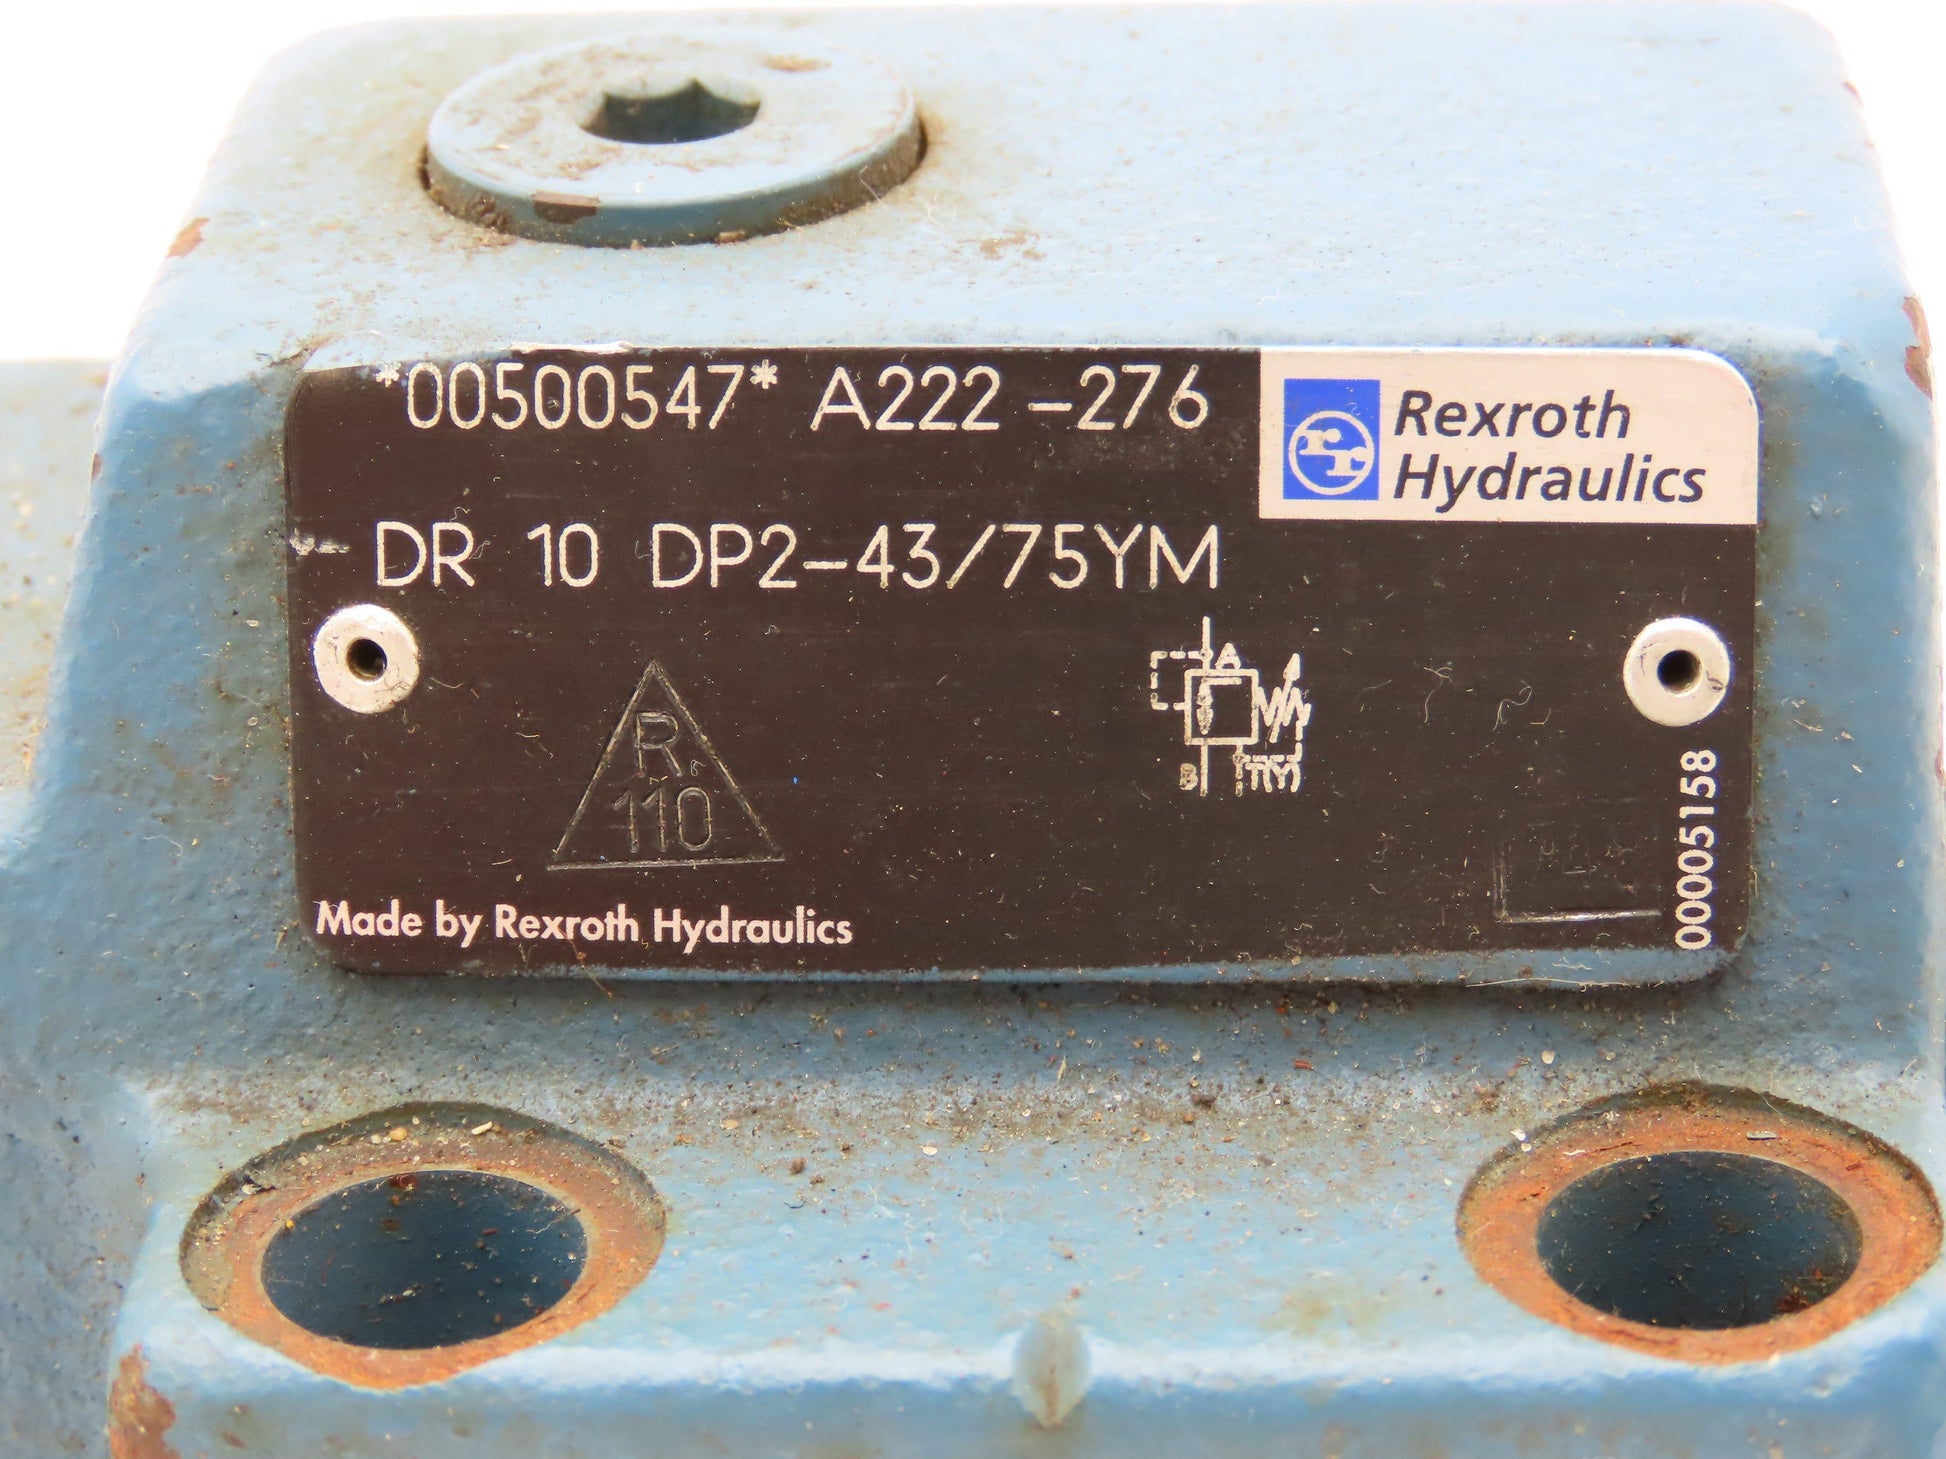 *00500547* A222 -276
Rexroth
Hydraulics
DR 10 DP2-43/75YM
A
B
T(Y)
R
110
00005158
Made by Rexroth Hydraulics